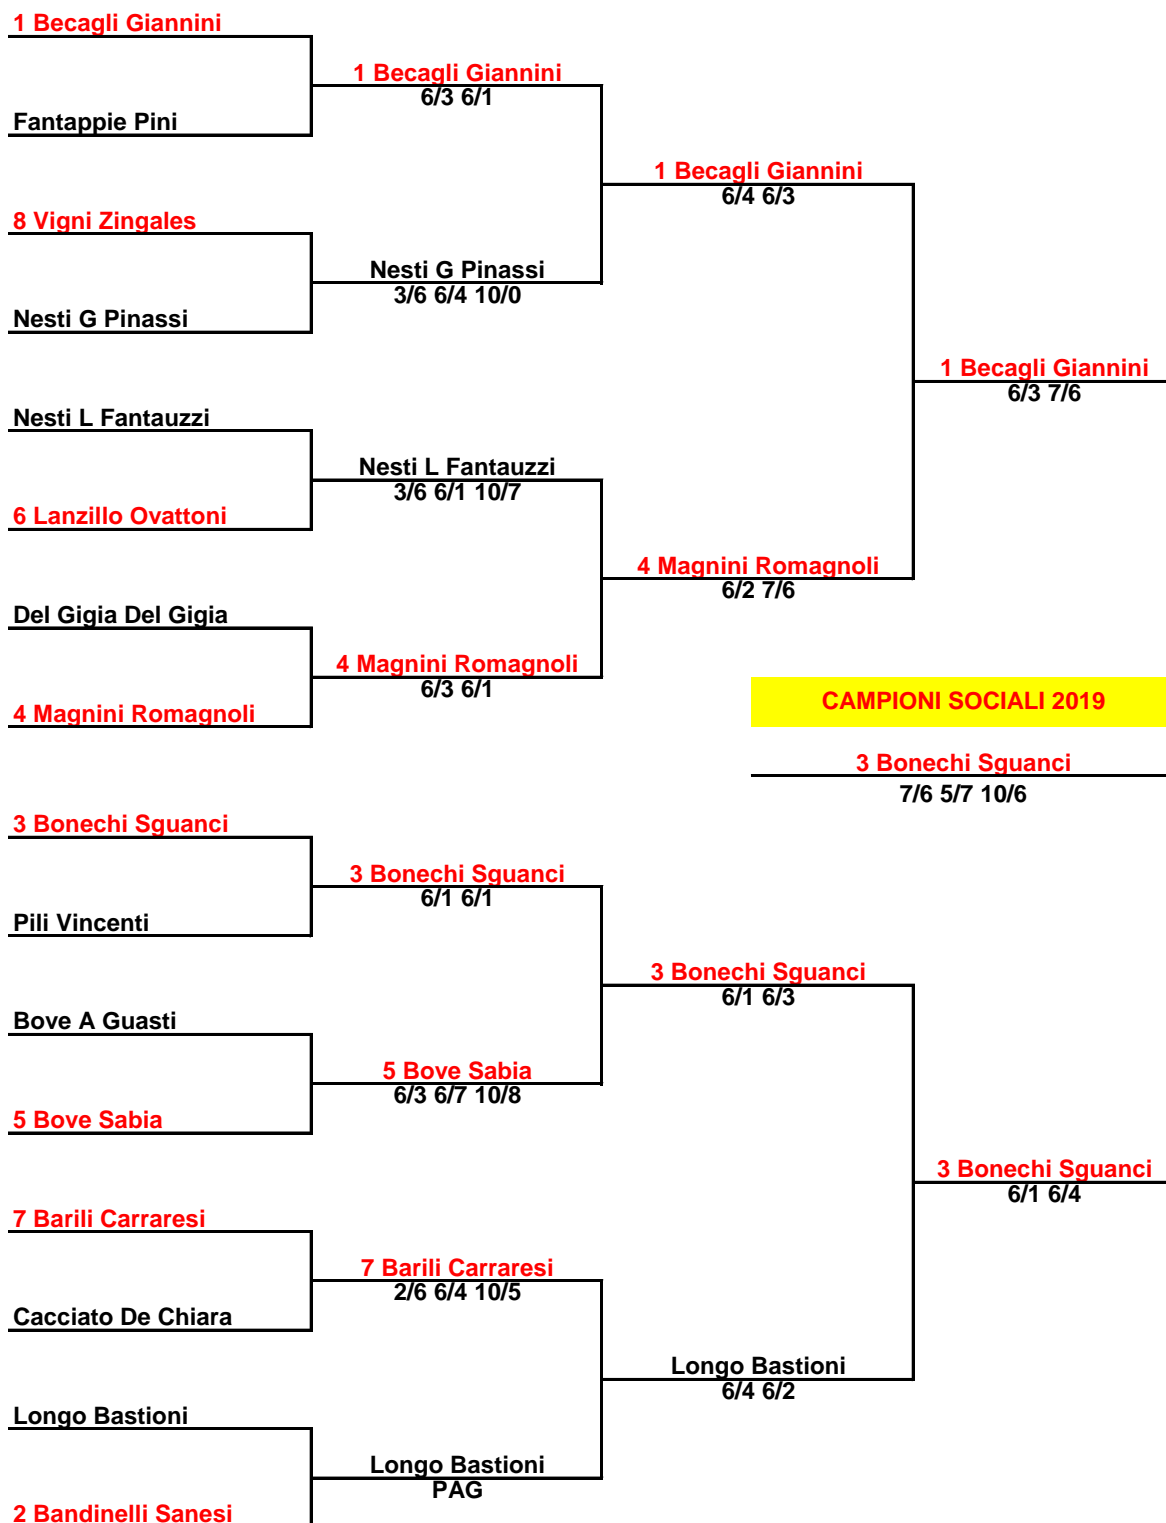 1 Becagli Giannini
1 Becagli Giannini
6/3 6/1
Fantappie Pini
1 Becagli Giannini
6/4 6/3
8 Vigni Zingales
Nesti G Pinassi
3/6 6/4 10/0
Nesti G Pinassi
1 Becagli Giannini
6/3 7/6
Nesti L Fantauzzi
Nesti L Fantauzzi
3/6 6/1 10/7
6 Lanzillo Ovattoni
4 Magnini Romagnoli
6/2 7/6
Del Gigia Del Gigia
4 Magnini Romagnoli
6/3 6/1
4 Magnini Romagnoli
CAMPIONI SOCIALI 2019
3 Bonechi Sguanci
7/6 5/7 10/6
3 Bonechi Sguanci
3 Bonechi Sguanci
6/1 6/1
Pili Vincenti
3 Bonechi Sguanci
6/1 6/3
Bove A Guasti
5 Bove Sabia
6/3 6/7 10/8
5 Bove Sabia
3 Bonechi Sguanci
6/1 6/4
7 Barili Carraresi
7 Barili Carraresi
2/6 6/4 10/5
Cacciato De Chiara
Longo Bastioni
6/4 6/2
Longo Bastioni
Longo Bastioni
PAG
2 Bandinelli Sanesi